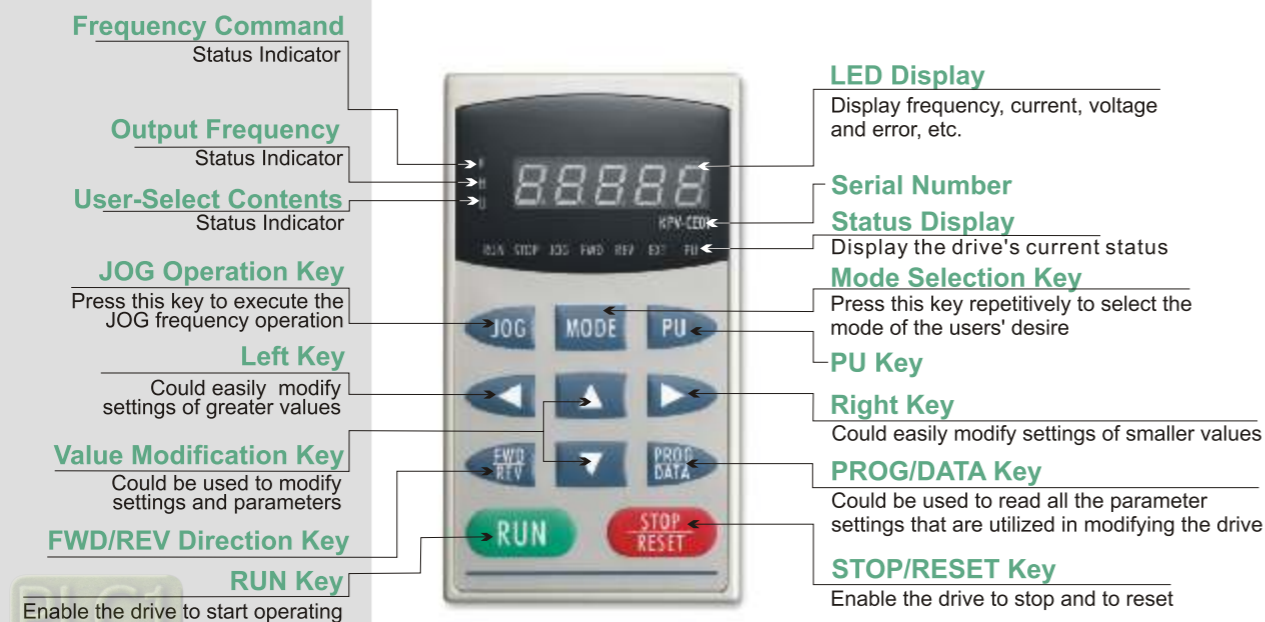 Frequency Command
Status Indicator
Output Frequency
Status Indicator
User-Select Contents
Status Indicator
JOG Operation Key
Press this key to execute the
JOG frequency operation
Left Key
Could easily modify
settings of greater values
Value Modification Key
Could be used to modify
settings and parameters
FWD/REV Direction Key
RUN Key
Enable the drive to start operating
F
H
U
8.8.8.8.8
KPV-CE01
RUN STOP JOG FWD REV EXT PU
JOG MODE PU
FWD
REV
PROG
DATA
RUN
STOP
RESET
LED Display
Display frequency, current, voltage
and error, etc.
Serial Number
Status Display
Display the drive's current status
Mode Selection Key
Press this key repetitively to select the
mode of the users' desire
PU Key
Right Key
Could easily modify settings of smaller values
PROG/DATA Key
Could be used to read all the parameter
settings that are utilized in modifying the drive
STOP/RESET Key
Enable the drive to stop and to reset